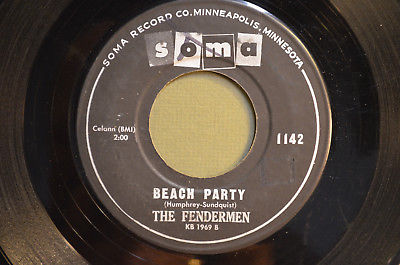 SOMA RECORD CO. MINNEAPOLIS, MINNESOTA
soma
Celann (BMI)
2:00
1142
BEACH PARTY
(Humphrey-Sundquist)
THE FENDERMEN
KB 1969 B